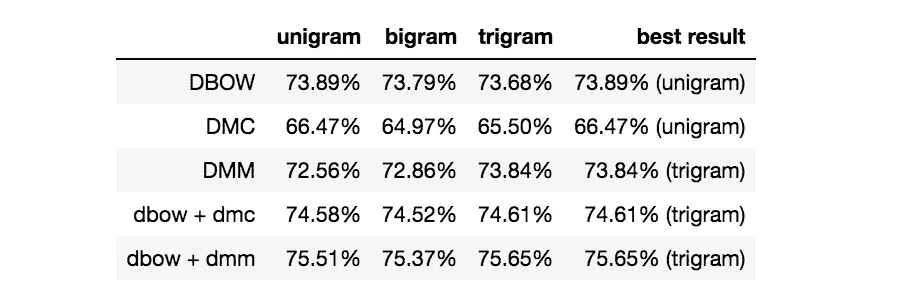 unigram bigram trigram best result
DBOW 73.89% 73.79% 73.68% 73.89% (unigram)
DMC 66.47% 64.97% 65.50% 66.47% (unigram)
DMM 72.56% 72.86% 73.84% 73.84% (trigram)
dbow + dmc 74.58% 74.52% 74.61% 74.61% (trigram)
dbow + dmm 75.51% 75.37% 75.65% 75.65% (trigram)